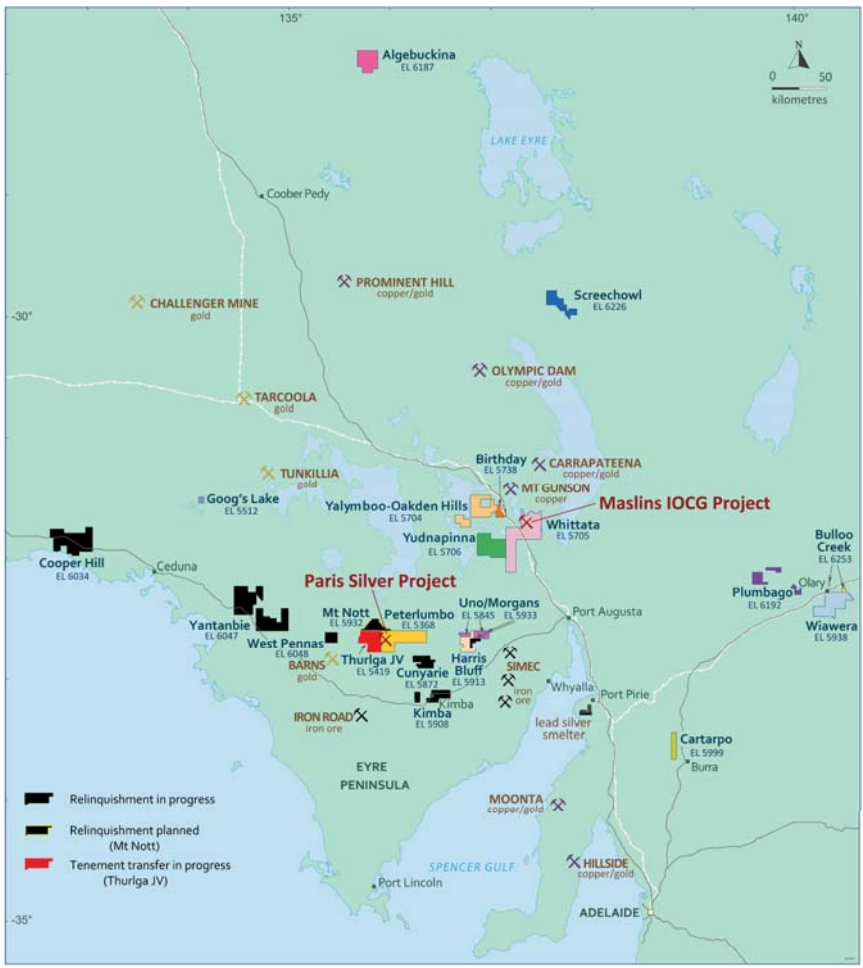 135°
140°
Algebuckina
EL 6187
N
0 50
kilometres
LAKE EYRE
Coober Pedy
PROMINENT HILL
copper/gold
CHALLENGER MINE
gold
Screechowl
EL 6226
-30°
OLYMPIC DAM
copper/gold
TARCOOLA
gold
Birthday
EL 5738
CARRAPATEENA
copper/gold
TUNKILLIA
gold
MT GUNSON
copper
Goog's Lake
EL 5512
Yalymboo-Oakden Hills
EL 5704
Maslins IOCG Project
Whittata
EL 5705
Yudnapinna
EL 5706
Cooper Hill
EL 6034
Ceduna
Bulloo
Creek
EL 6253
Olary
Plumbago
EL 6192
Wiawera
EL 5938
Paris Silver Project
Yantanbie
EL 6047
Mt Nott
EL 5932
Peterlumbo
EL 5368
Uno/Morgans
EL 5845 EL 5933
Port Augusta
West Pennas
EL 6048
BARNS
gold
Thurlga JV
EL 5419
Cunyarie
EL 5872
Harris
Bluff
EL 5913
SIMEC
iron
ore
Whyalla
Port Pirie
Kimba
EL 5908
Kimba
IRON ROAD
iron ore
lead silver
smelter
Cartarpo
EL 5999
Burra
EYRE
PENINSULA
MOONTA
copper/gold
Relinquishment in progress
Relinquishment planned
(Mt Nott)
Tenement transfer in progress
(Thurlga JV)
SPENCER GULF
HILLSIDE
copper/gold
Port Lincoln
ADELAIDE
-35°